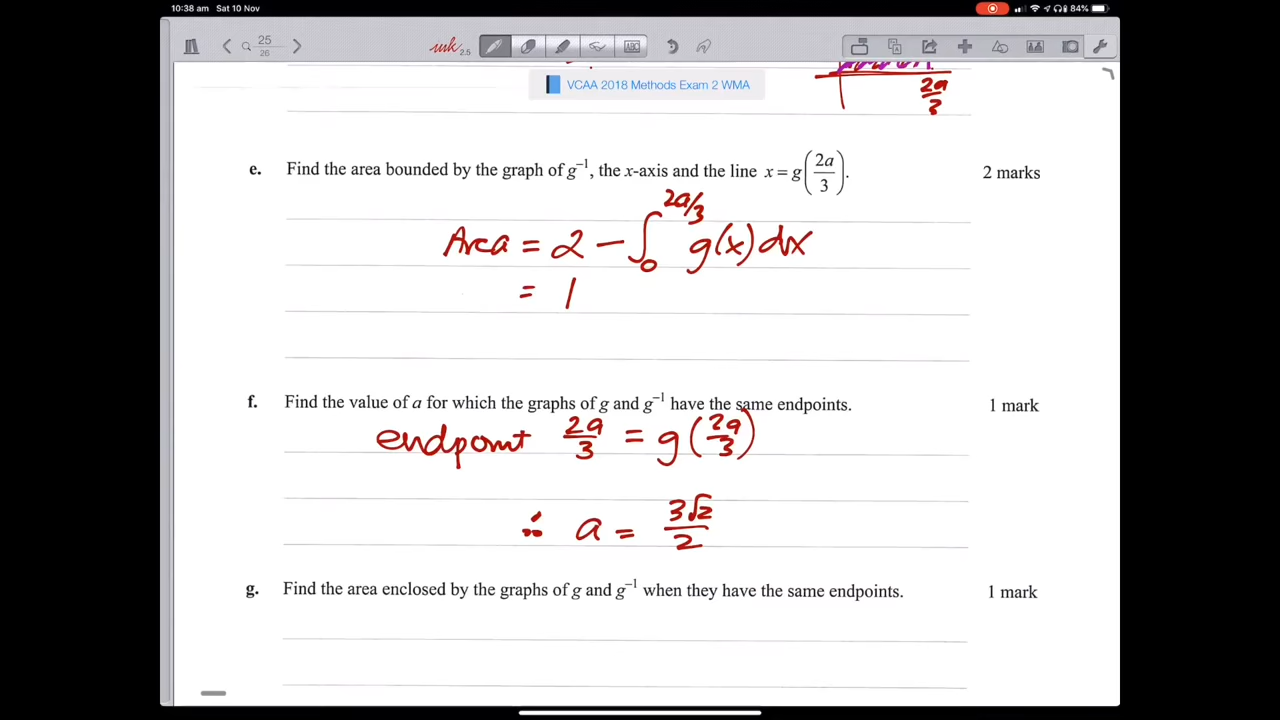 10:38 am Sat 10 Nov
84%
25
26
2.5
ABC
VCAA 2018 Methods Exam 2 WMA
2a/3
e. Find the area bounded by the graph of g⁻¹, the x-axis and the line x = g(2a/3). 2 marks
Area = 2 − ∫₀^(2a/3) g(x) dx
= 1
f. Find the value of a for which the graphs of g and g⁻¹ have the same endpoints. 1 mark
endpoint 2a/3 = g(2a/3)
∴ a = 3√2/2
g. Find the area enclosed by the graphs of g and g⁻¹ when they have the same endpoints. 1 mark